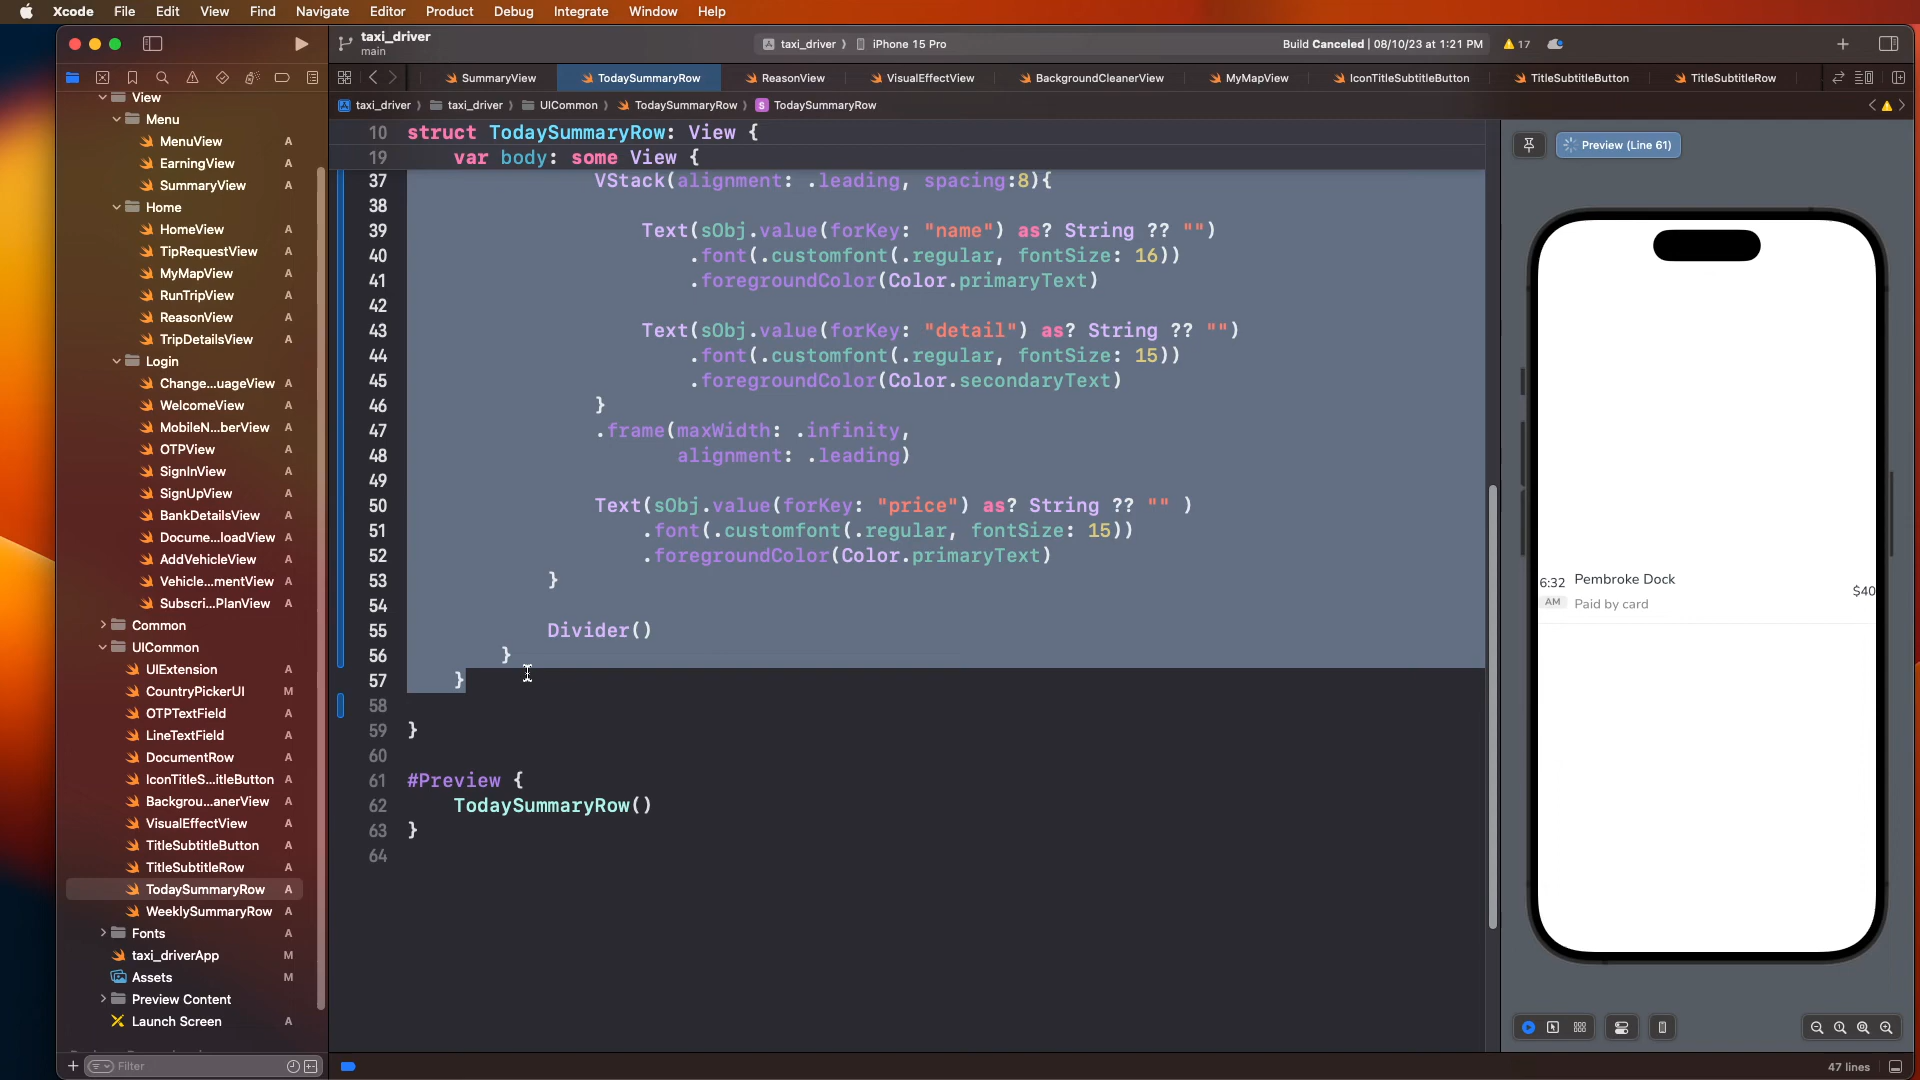 Xcode File Edit View Find Navigate Editor Product Debug Integrate Window Help
taxi_driver
main
taxi_driver iPhone 15 Pro
Build Canceled | 08/10/23 at 1:21 PM
17
SummaryView
TodaySummaryRow
ReasonView
VisualEffectView
BackgroundCleanerView
MyMapView
IconTitleSubtitleButton
TitleSubtitleButton
TitleSubtitleRow
taxi_driver taxi_driver UICommon TodaySummaryRow S TodaySummaryRow
View
Menu
MenuView A
EarningView A
SummaryView A
Home
HomeView A
TipRequestView A
MyMapView A
RunTripView A
ReasonView A
TripDetailsView A
Login
Change...uageView A
WelcomeView A
MobileN...berView A
OTPView A
SignInView A
SignUpView A
BankDetailsView A
Docume...loadView A
AddVehicleView A
Vehicle...mentView A
Subscri...PlanView A
Common
UICommon
UIExtension A
CountryPickerUI M
OTPTextField A
LineTextField A
DocumentRow A
IconTitleS...itleButton A
Backgrou...anerView A
VisualEffectView A
TitleSubtitleButton A
TitleSubtitleRow A
TodaySummaryRow A
WeeklySummaryRow A
Fonts A
taxi_driverApp M
Assets M
Preview Content
Launch Screen A
Filter
10 struct TodaySummaryRow: View {
19 var body: some View {
37 VStack(alignment: .leading, spacing:8){
38
39 Text(sObj.value(forKey: "name") as? String ?? "")
40 .font(.customfont(.regular, fontSize: 16))
41 .foregroundColor(Color.primaryText)
42
43 Text(sObj.value(forKey: "detail") as? String ?? "")
44 .font(.customfont(.regular, fontSize: 15))
45 .foregroundColor(Color.secondaryText)
46 }
47 .frame(maxWidth: .infinity,
48 alignment: .leading)
49
50 Text(sObj.value(forKey: "price") as? String ?? "" )
51 .font(.customfont(.regular, fontSize: 15))
52 .foregroundColor(Color.primaryText)
53 }
54
55 Divider()
56 }
57 }
58
59 }
60
61 #Preview {
62 TodaySummaryRow()
63 }
64
Preview (Line 61)
6:32 Pembroke Dock
$40
AM Paid by card
47 lines